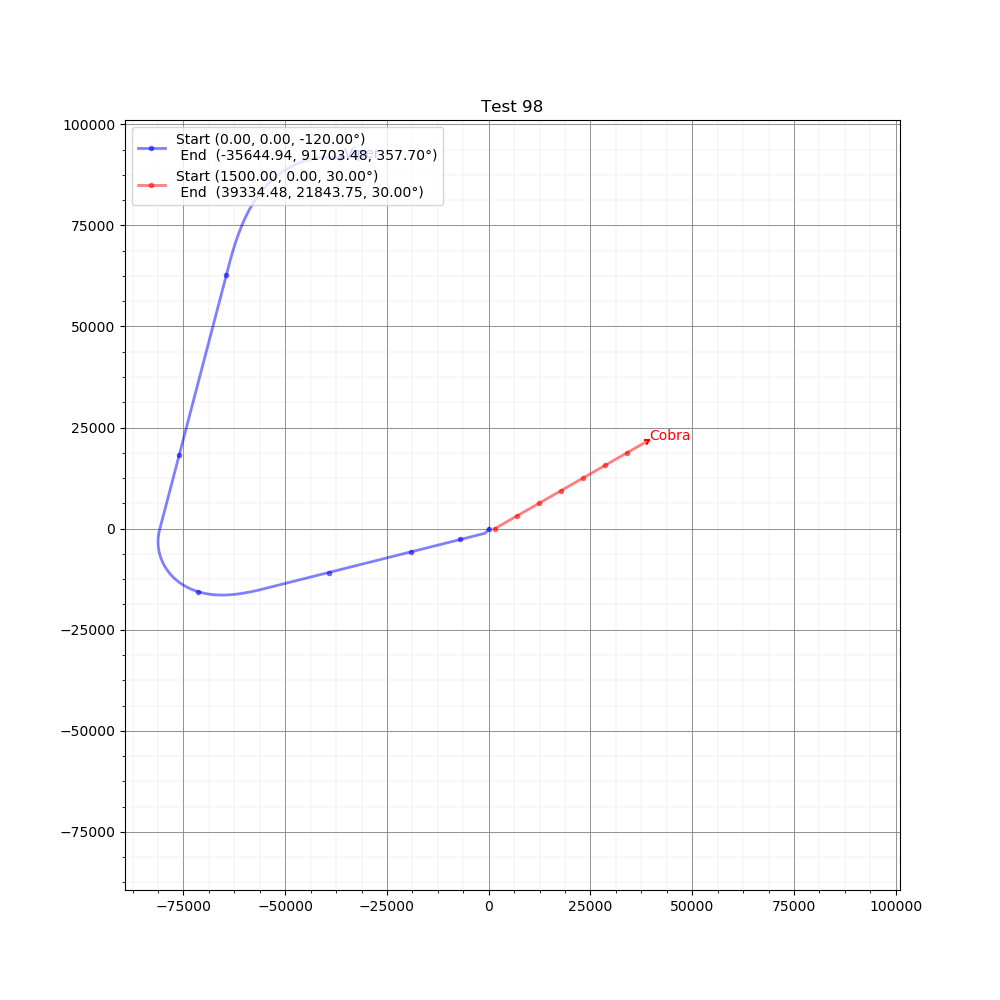 Test 98
100000
75000
50000
25000
0
−25000
−50000
−75000
Start (0.00, 0.00, -120.00°)
End (-35644.94, 91703.48, 357.70°)
Start (1500.00, 0.00, 30.00°)
End (39334.48, 21843.75, 30.00°)
Cobra
−75000 −50000 −25000 0 25000 50000 75000 100000